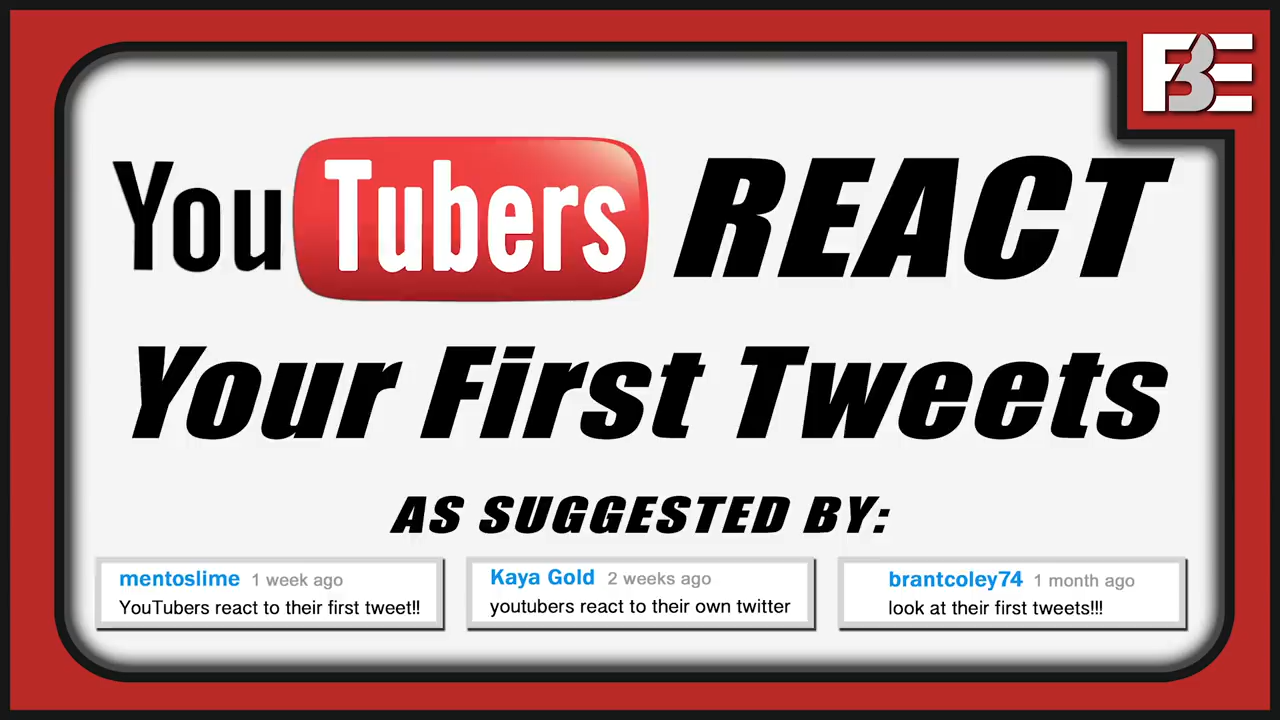 FBE
YouTubers REACT
Your First Tweets
AS SUGGESTED BY:
mentoslime 1 week ago
YouTubers react to their first tweet!!
Kaya Gold 2 weeks ago
youtubers react to their own twitter
brantcoley74 1 month ago
look at their first tweets!!!